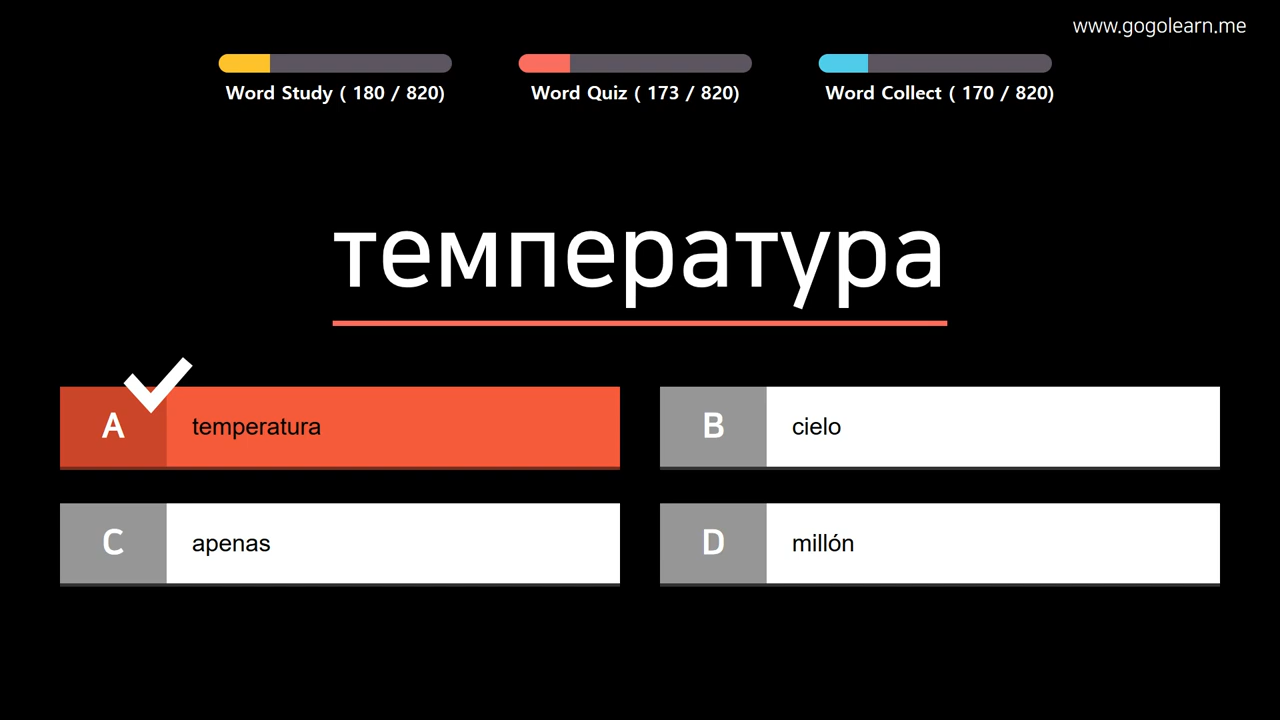 www.gogolearn.me
Word Study ( 180 / 820)
Word Quiz ( 173 / 820)
Word Collect ( 170 / 820)
температура
A temperatura
B cielo
C apenas
D millón